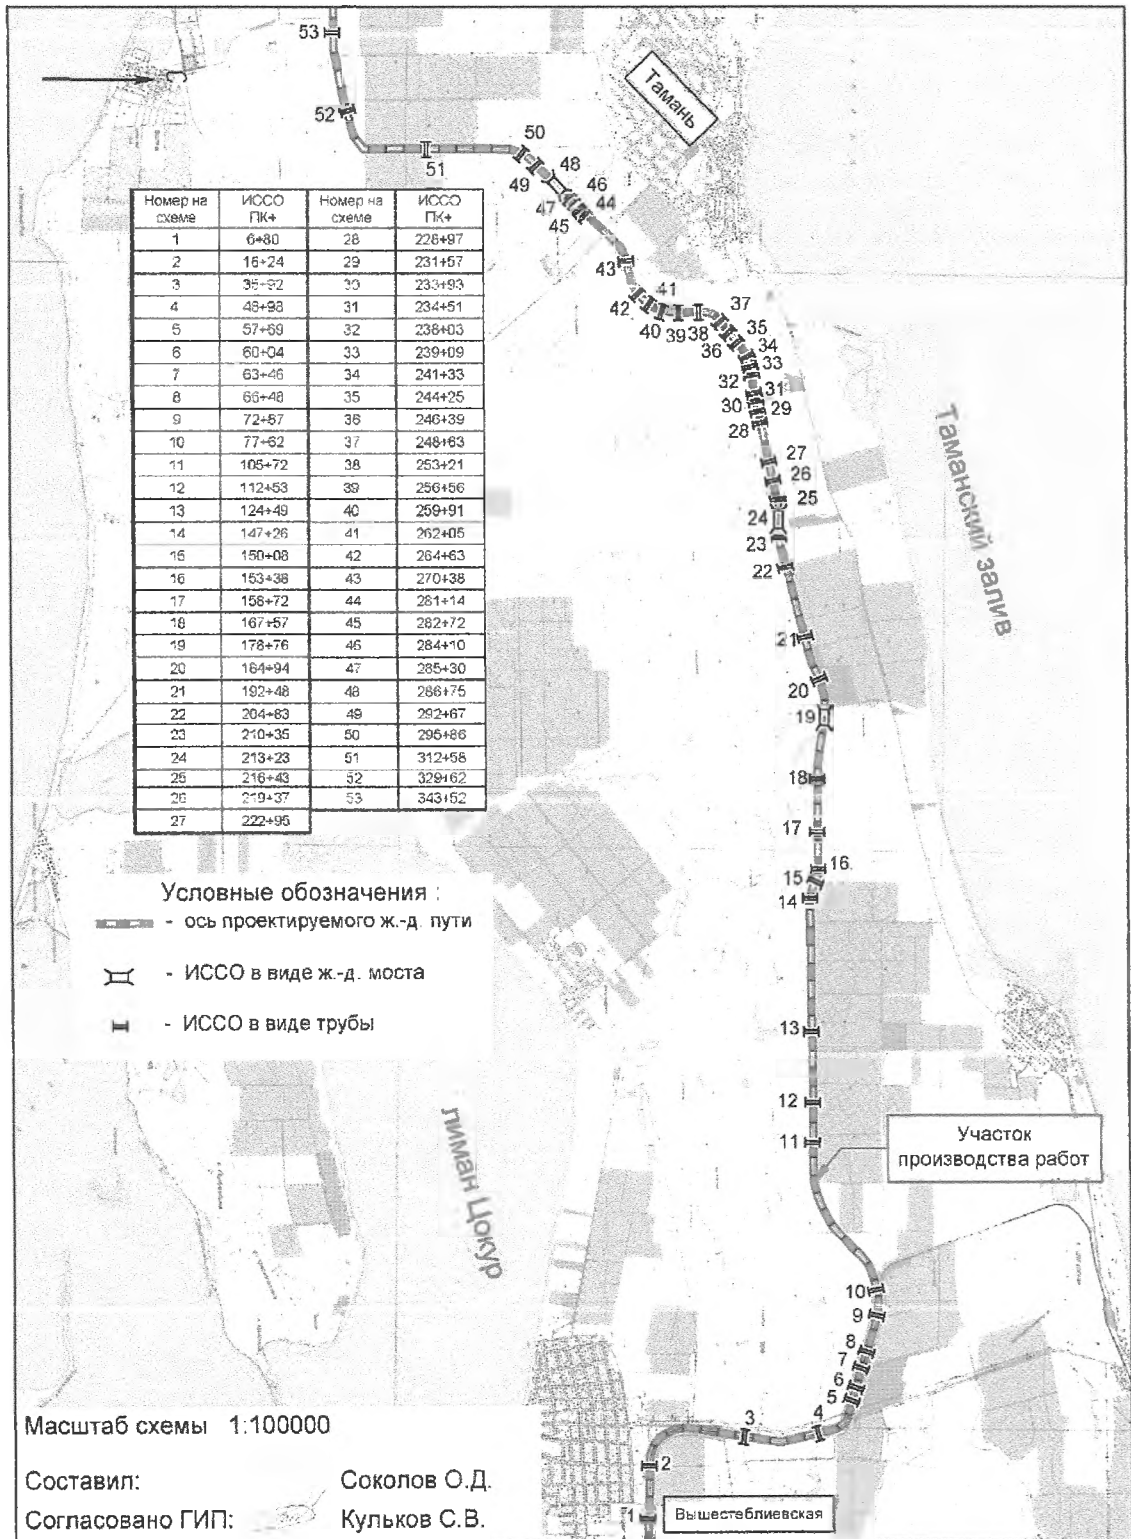 53
52
51
50
49
48
47
46
45
44
43
42
41
40
39
38
37
36
35
34
33
32
31
30
29
28
27
26
25
24
23
22
21
20
19
18
17
16
15
14
13
12
11
10
9
8
7
6
5
4
3
2
1
Тамань
Таманский залив
лиман Цокур
Участок
производства работ
Вышестеблиевская
Номер на схеме ИССО ПК+ Номер на схеме ИССО ПК+
1 6+80 28 228+97
2 16+24 29 231+57
3 35+92 30 233+93
4 48+98 31 234+51
5 57+69 32 238+03
6 60+04 33 239+09
7 63+46 34 241+33
8 66+48 35 244+25
9 72+87 36 246+39
10 77+62 37 248+63
11 105+72 38 253+21
12 112+53 39 256+56
13 124+49 40 259+91
14 147+26 41 262+05
15 150+08 42 264+63
16 153+38 43 270+38
17 158+72 44 281+14
18 167+57 45 282+72
19 178+76 46 284+10
20 184+94 47 285+30
21 192+48 48 286+75
22 204+83 49 292+67
23 210+35 50 295+86
24 213+23 51 312+58
25 216+43 52 329+62
26 219+37 53 343+52
27 222+95
Условные обозначения :
- ось проектируемого ж.-д. пути
- ИССО в виде ж.-д. моста
- ИССО в виде трубы
Масштаб схемы 1:100000
Составил: Соколов О.Д.
Согласовано ГИП: Кульков С.В.